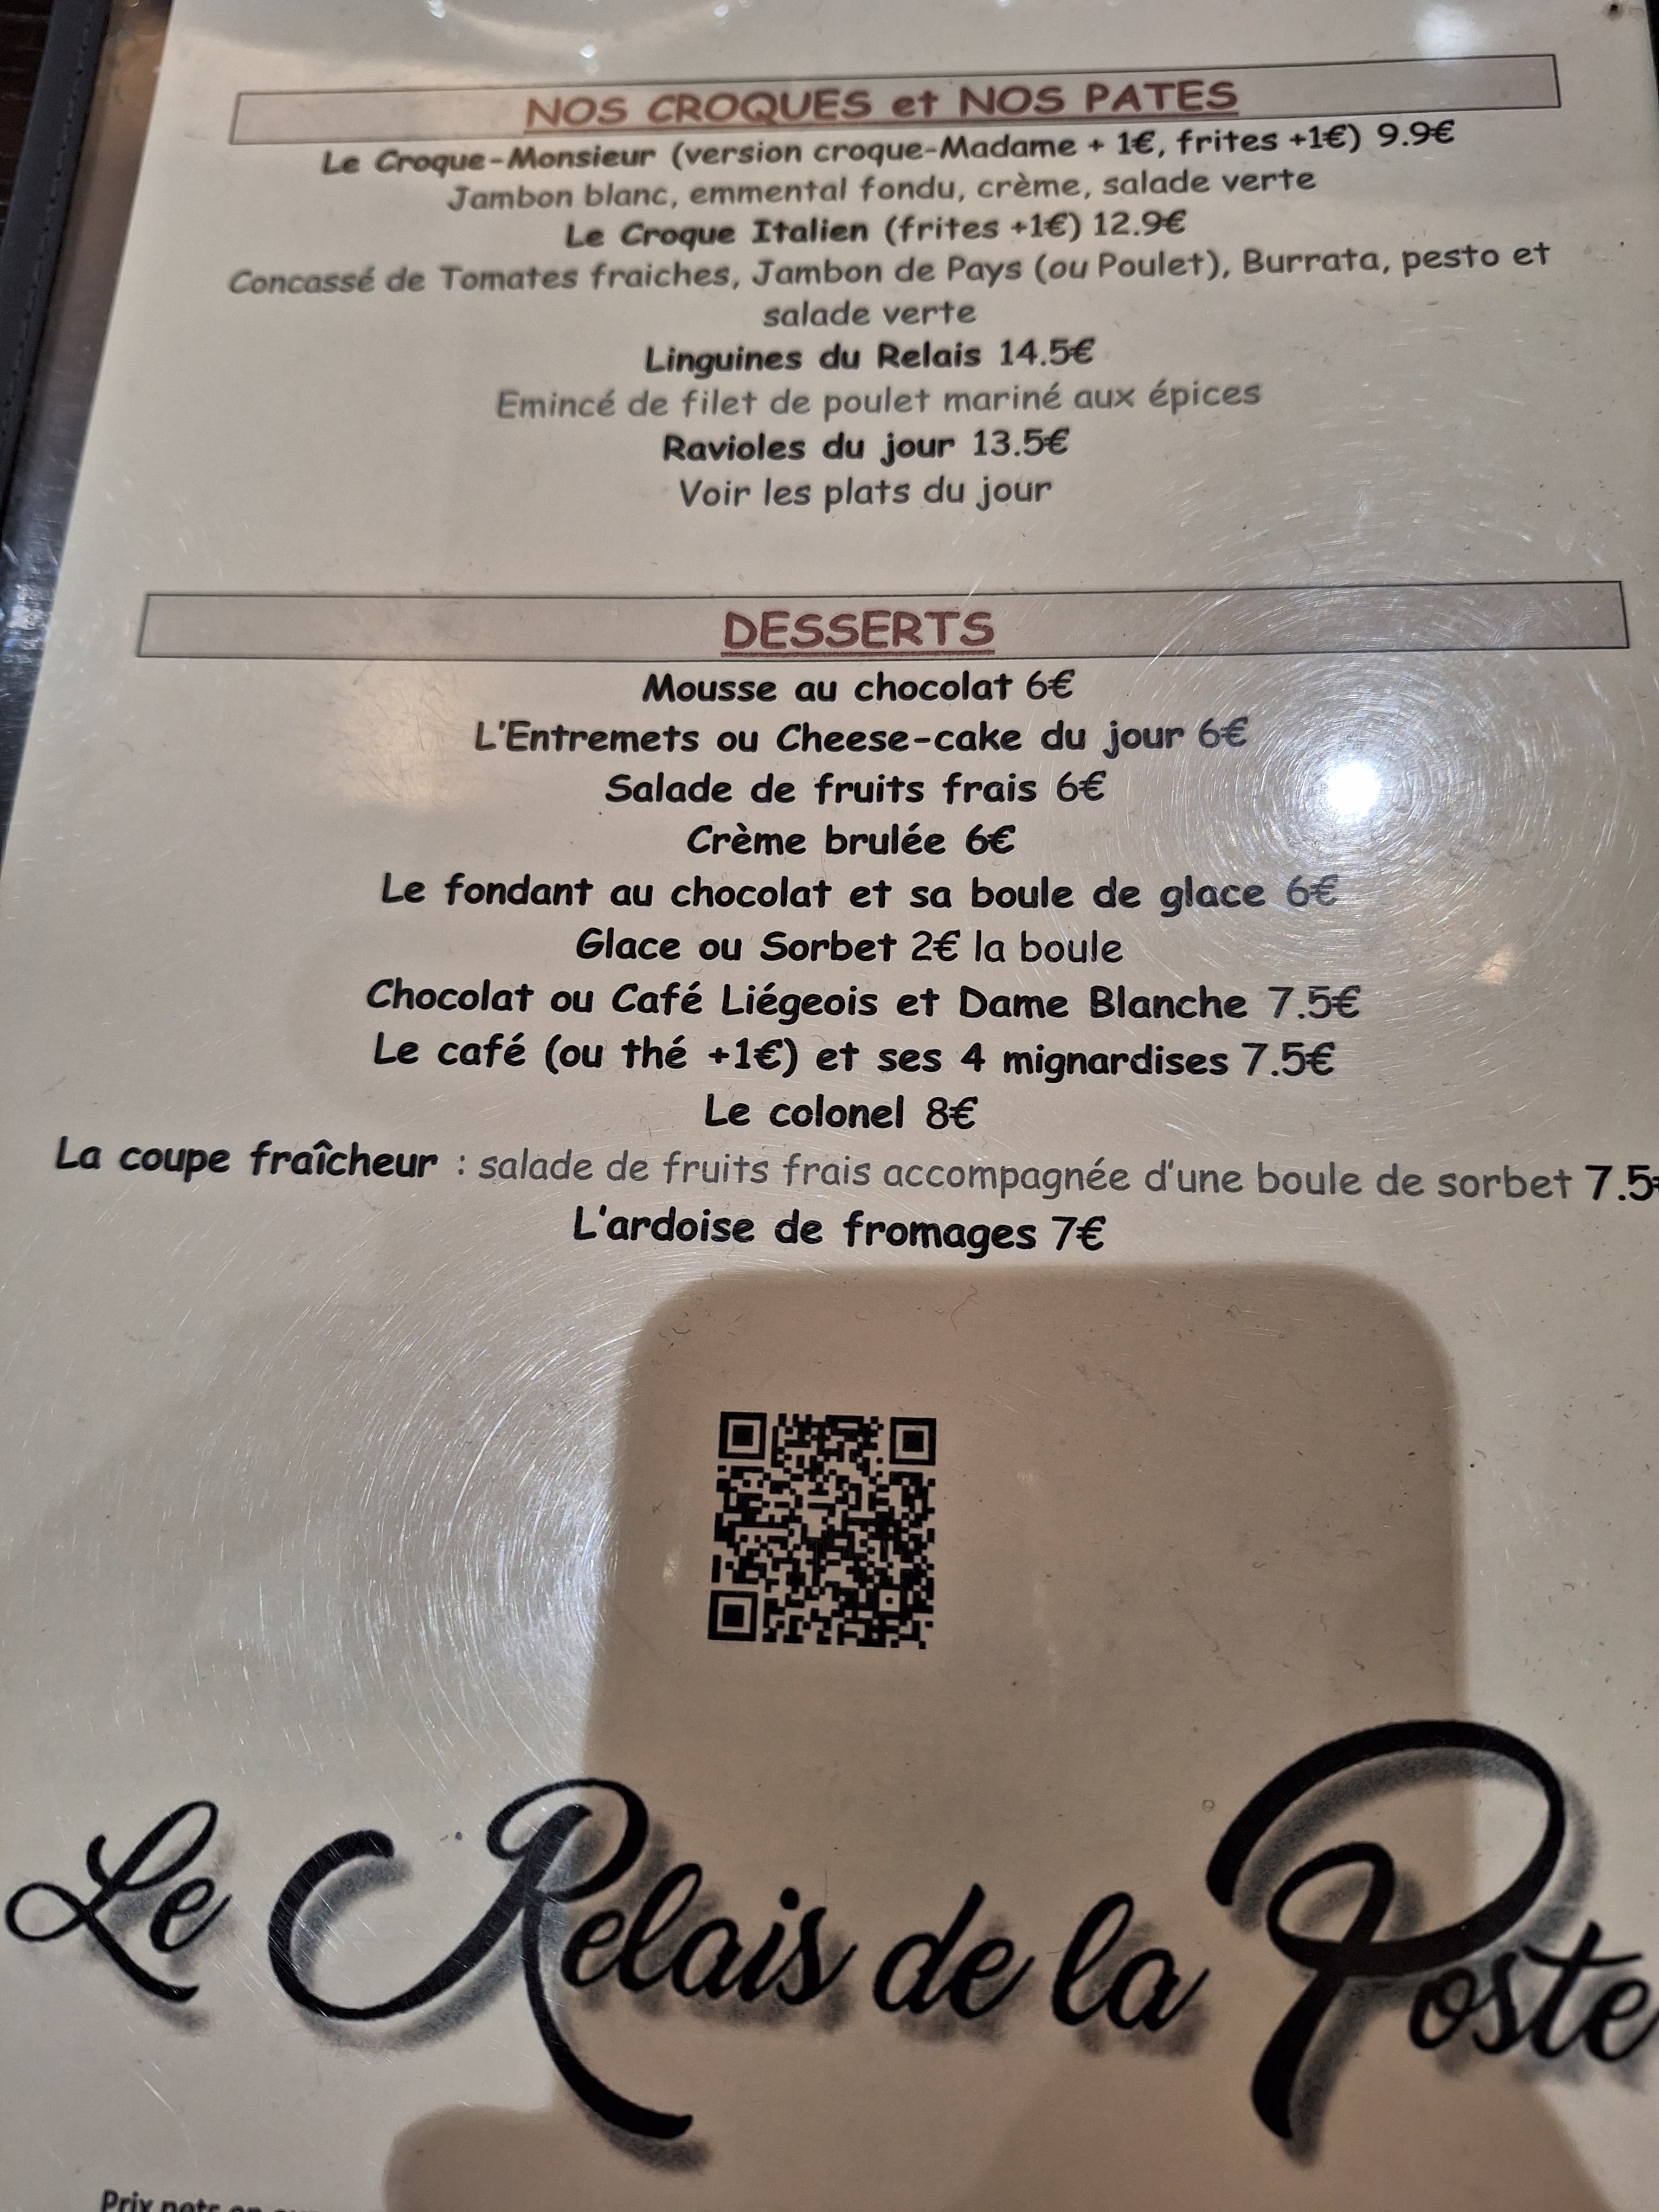 NOS CROQUES et NOS PATES
Le Croque-Monsieur (version croque-Madame + 1€, frites +1€) 9.9€
Jambon blanc, emmental fondu, crème, salade verte
Le Croque Italien (frites +1€) 12.9€
Concassé de Tomates fraiches, Jambon de Pays (ou Poulet), Burrata, pesto et
salade verte
Linguines du Relais 14.5€
Emincé de filet de poulet mariné aux épices
Ravioles du jour 13.5€
Voir les plats du jour
DESSERTS
Mousse au chocolat 6€
L'Entremets ou Cheese-cake du jour 6€
Salade de fruits frais 6€
Crème brulée 6€
Le fondant au chocolat et sa boule de glace 6€
Glace ou Sorbet 2€ la boule
Chocolat ou Café Liégeois et Dame Blanche 7.5€
Le café (ou thé +1€) et ses 4 mignardises 7.5€
Le colonel 8€
La coupe fraîcheur : salade de fruits frais accompagnée d'une boule de sorbet 7.5€
L'ardoise de fromages 7€
Le Relais de la Poste
Prix nets en